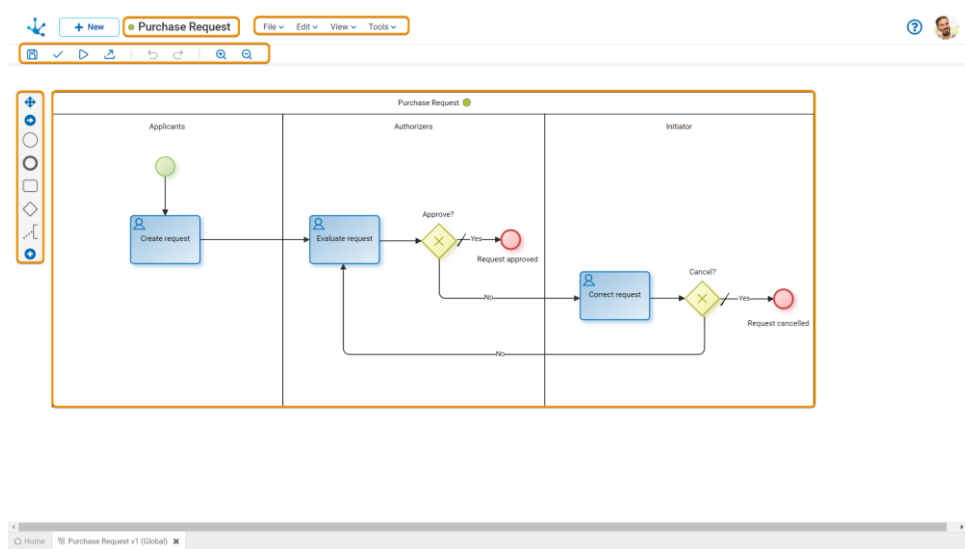 New
Purchase Request
File
Edit
View
Tools
Purchase Request
Applicants
Authorizers
Initiator
Create request
Evaluate request
Approve?
Yes
Request approved
No
Correct request
Cancel?
Yes
Request cancelled
No
Home
Purchase Request v1 (Global)